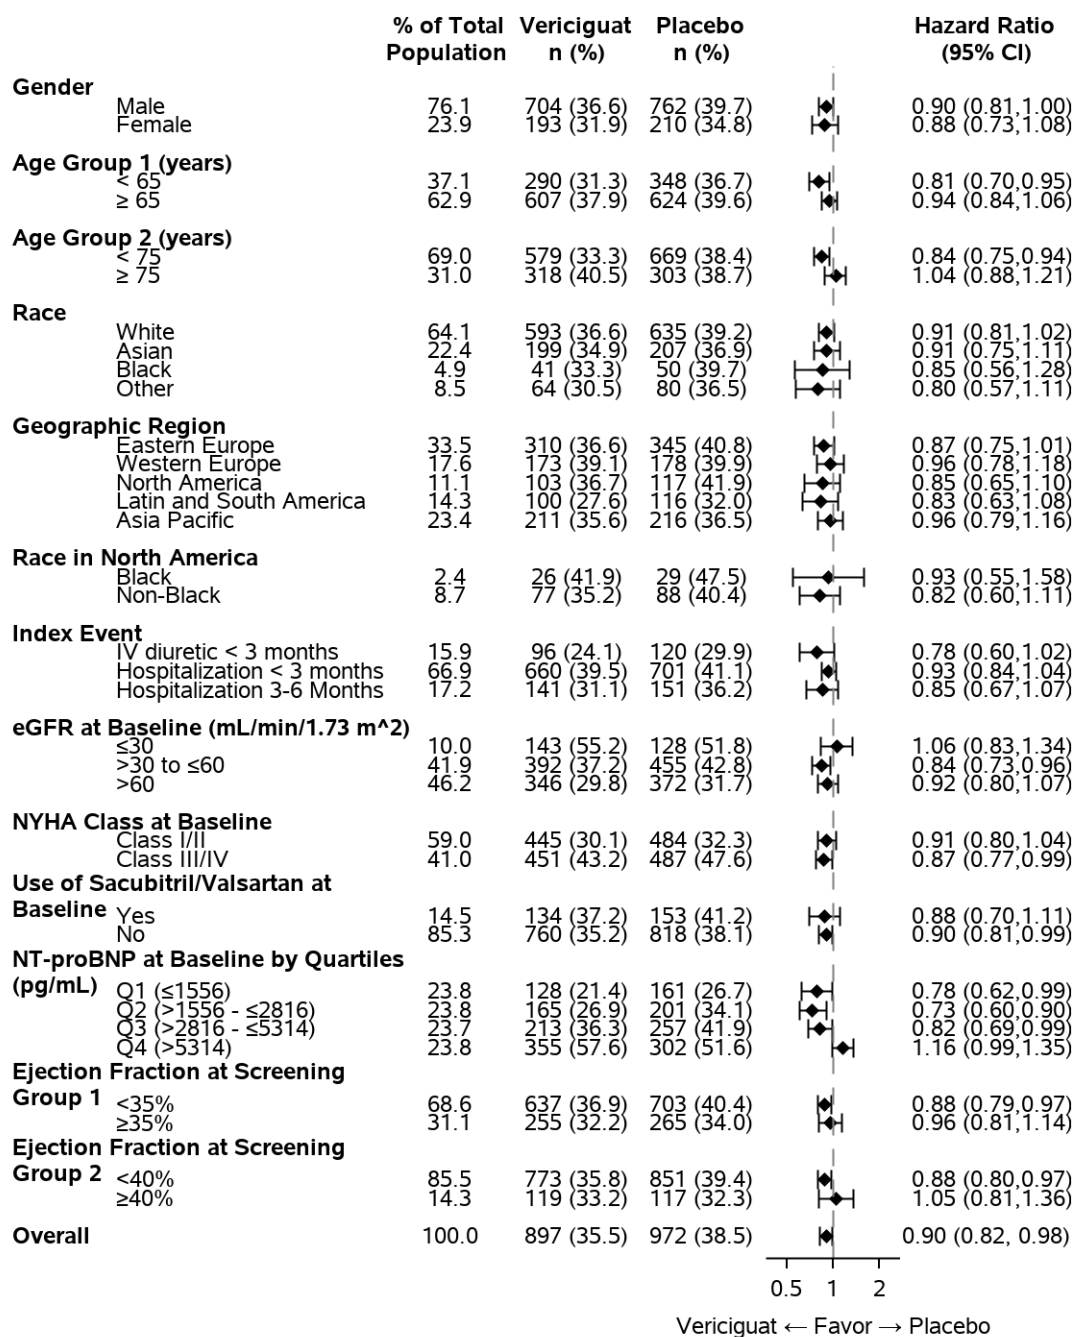 % of Total Vericiguat Placebo Hazard Ratio
Population n (%) n (%) (95% CI)
Gender
Male 76.1 704 (36.6) 762 (39.7) 0.90 (0.81,1.00)
Female 23.9 193 (31.9) 210 (34.8) 0.88 (0.73,1.08)
Age Group 1 (years)
< 65 37.1 290 (31.3) 348 (36.7) 0.81 (0.70,0.95)
≥ 65 62.9 607 (37.9) 624 (39.6) 0.94 (0.84,1.06)
Age Group 2 (years)
< 75 69.0 579 (33.3) 669 (38.4) 0.84 (0.75,0.94)
≥ 75 31.0 318 (40.5) 303 (38.7) 1.04 (0.88,1.21)
Race
White 64.1 593 (36.6) 635 (39.2) 0.91 (0.81,1.02)
Asian 22.4 199 (34.9) 207 (36.9) 0.91 (0.75,1.11)
Black 4.9 41 (33.3) 50 (39.7) 0.85 (0.56,1.28)
Other 8.5 64 (30.5) 80 (36.5) 0.80 (0.57,1.11)
Geographic Region
Eastern Europe 33.5 310 (36.6) 345 (40.8) 0.87 (0.75,1.01)
Western Europe 17.6 173 (39.1) 178 (39.9) 0.96 (0.78,1.18)
North America 11.1 103 (36.7) 117 (41.9) 0.85 (0.65,1.10)
Latin and South America 14.3 100 (27.6) 116 (32.0) 0.83 (0.63,1.08)
Asia Pacific 23.4 211 (35.6) 216 (36.5) 0.96 (0.79,1.16)
Race in North America
Black 2.4 26 (41.9) 29 (47.5) 0.93 (0.55,1.58)
Non-Black 8.7 77 (35.2) 88 (40.4) 0.82 (0.60,1.11)
Index Event
IV diuretic < 3 months 15.9 96 (24.1) 120 (29.9) 0.78 (0.60,1.02)
Hospitalization < 3 months 66.9 660 (39.5) 701 (41.1) 0.93 (0.84,1.04)
Hospitalization 3-6 Months 17.2 141 (31.1) 151 (36.2) 0.85 (0.67,1.07)
eGFR at Baseline (mL/min/1.73 m^2)
≤30 10.0 143 (55.2) 128 (51.8) 1.06 (0.83,1.34)
>30 to ≤60 41.9 392 (37.2) 455 (42.8) 0.84 (0.73,0.96)
>60 46.2 346 (29.8) 372 (31.7) 0.92 (0.80,1.07)
NYHA Class at Baseline
Class I/II 59.0 445 (30.1) 484 (32.3) 0.91 (0.80,1.04)
Class III/IV 41.0 451 (43.2) 487 (47.6) 0.87 (0.77,0.99)
Use of Sacubitril/Valsartan at
Baseline
Yes 14.5 134 (37.2) 153 (41.2) 0.88 (0.70,1.11)
No 85.3 760 (35.2) 818 (38.1) 0.90 (0.81,0.99)
NT-proBNP at Baseline by Quartiles
(pg/mL)
Q1 (≤1556) 23.8 128 (21.4) 161 (26.7) 0.78 (0.62,0.99)
Q2 (>1556 - ≤2816) 23.8 165 (26.9) 201 (34.1) 0.73 (0.60,0.90)
Q3 (>2816 - ≤5314) 23.7 213 (36.3) 257 (41.9) 0.82 (0.69,0.99)
Q4 (>5314) 23.8 355 (57.6) 302 (51.6) 1.16 (0.99,1.35)
Ejection Fraction at Screening
Group 1
<35% 68.6 637 (36.9) 703 (40.4) 0.88 (0.79,0.97)
≥35% 31.1 255 (32.2) 265 (34.0) 0.96 (0.81,1.14)
Ejection Fraction at Screening
Group 2
<40% 85.5 773 (35.8) 851 (39.4) 0.88 (0.80,0.97)
≥40% 14.3 119 (33.2) 117 (32.3) 1.05 (0.81,1.36)
Overall 100.0 897 (35.5) 972 (38.5) 0.90 (0.82, 0.98)
0.5 1 2
Vericiguat ← Favor → Placebo